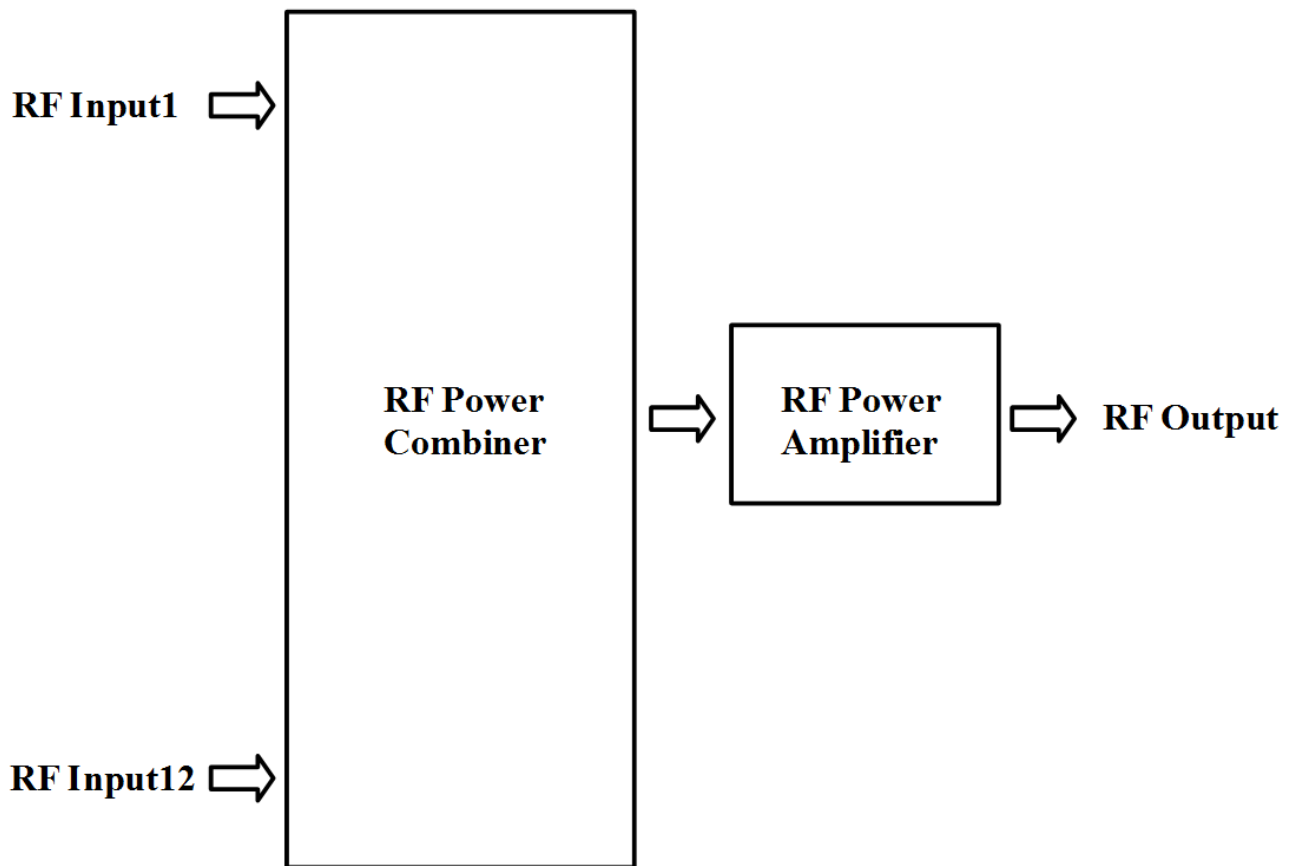 RF Input1
RF Power
Combiner
RF Power
Amplifier
RF Output
RF Input12